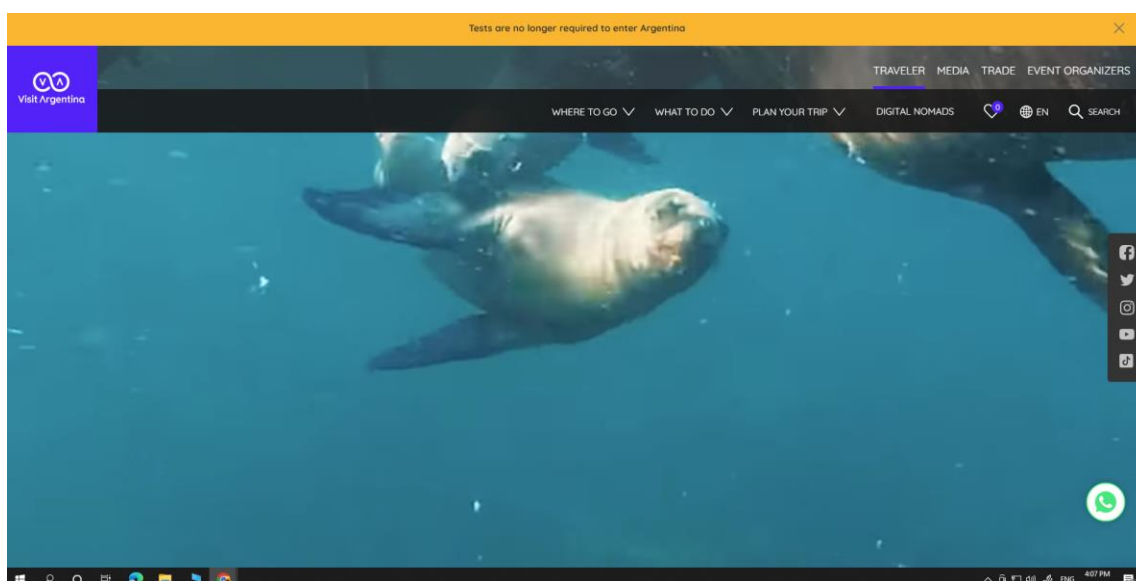 Tests are no longer required to enter Argentina
TRAVELER MEDIA TRADE EVENT ORGANIZERS
VA
Visit Argentina
WHERE TO GO WHAT TO DO PLAN YOUR TRIP DIGITAL NOMADS 0 EN SEARCH
ENG 4:07 PM